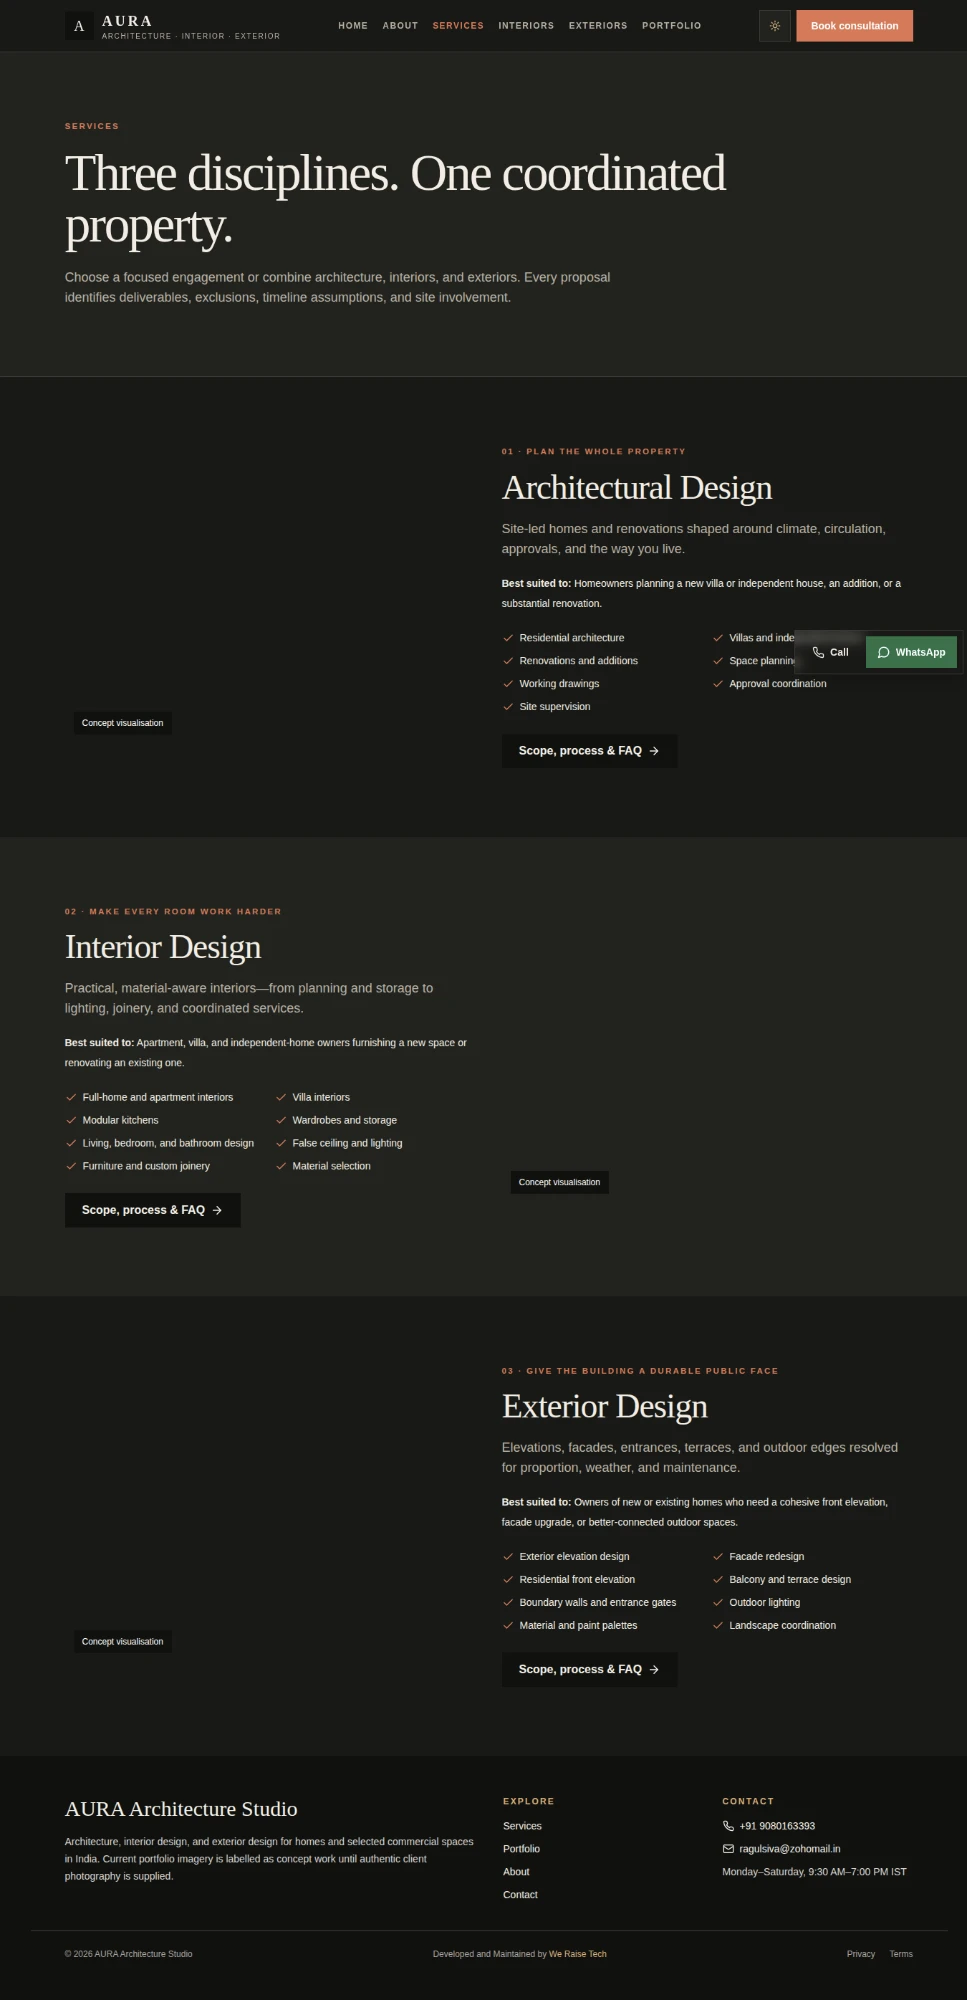 A
AURA
ARCHITECTURE · INTERIOR · EXTERIOR
HOME
ABOUT
SERVICES
INTERIORS
EXTERIORS
PORTFOLIO
Book consultation
SERVICES
Three disciplines. One coordinated
property.
Choose a focused engagement or combine architecture, interiors, and exteriors. Every proposal
identifies deliverables, exclusions, timeline assumptions, and site involvement.
Concept visualisation
01 · PLAN THE WHOLE PROPERTY
Architectural Design
Site-led homes and renovations shaped around climate, circulation,
approvals, and the way you live.
Best suited to: Homeowners planning a new villa or independent house, an addition, or a
substantial renovation.
Residential architecture
Villas and
Renovations and additions
Space planning
Working drawings
Approval coordination
Site supervision
Call
WhatsApp
Scope, process & FAQ →
02 · MAKE EVERY ROOM WORK HARDER
Interior Design
Practical, material-aware interiors—from planning and storage to
lighting, joinery, and coordinated services.
Best suited to: Apartment, villa, and independent-home owners furnishing a new space or
renovating an existing one.
Full-home and apartment interiors
Villa interiors
Modular kitchens
Wardrobes and storage
Living, bedroom, and bathroom design
False ceiling and lighting
Furniture and custom joinery
Material selection
Scope, process & FAQ →
Concept visualisation
03 · GIVE THE BUILDING A DURABLE PUBLIC FACE
Exterior Design
Elevations, facades, entrances, terraces, and outdoor edges resolved
for proportion, weather, and maintenance.
Best suited to: Owners of new or existing homes who need a cohesive front elevation,
facade upgrade, or better-connected outdoor spaces.
Exterior elevation design
Facade redesign
Residential front elevation
Balcony and terrace design
Boundary walls and entrance gates
Outdoor lighting
Material and paint palettes
Landscape coordination
Scope, process & FAQ →
Concept visualisation
AURA Architecture Studio
Architecture, interior design, and exterior design for homes and selected commercial spaces
in India. Current portfolio imagery is labelled as concept work until authentic client
photography is supplied.
EXPLORE
Services
Portfolio
About
Contact
CONTACT
+91 9080163393
ragulsiva@zohomail.in
Monday–Saturday, 9:30 AM–7:00 PM IST
© 2026 AURA Architecture Studio
Developed and Maintained by We Raise Tech
Privacy
Terms